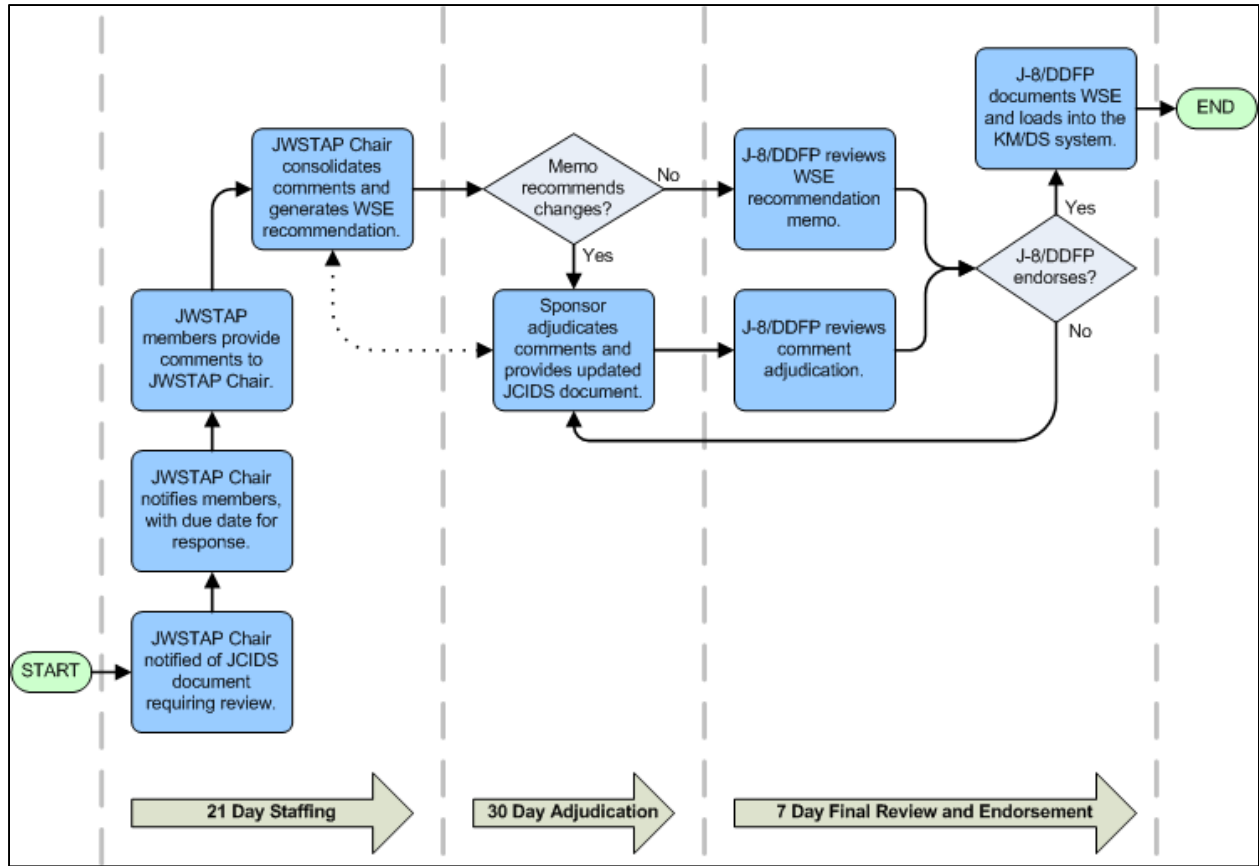 START
JWSTAP Chair
notified of JCIDS
document
requiring review.
JWSTAP Chair
notifies members,
with due date for
response.
JWSTAP
members provide
comments to
JWSTAP Chair.
JWSTAP Chair
consolidates
comments and
generates WSE
recommendation.
Memo
recommends
changes?
No
Yes
Sponsor
adjudicates
comments and
provides updated
JCIDS document.
J-8/DDFP reviews
WSE
recommendation
memo.
J-8/DDFP reviews
comment
adjudication.
J-8/DDFP
endorses?
Yes
No
J-8/DDFP
documents WSE
and loads into the
KM/DS system.
END
21 Day Staffing
30 Day Adjudication
7 Day Final Review and Endorsement